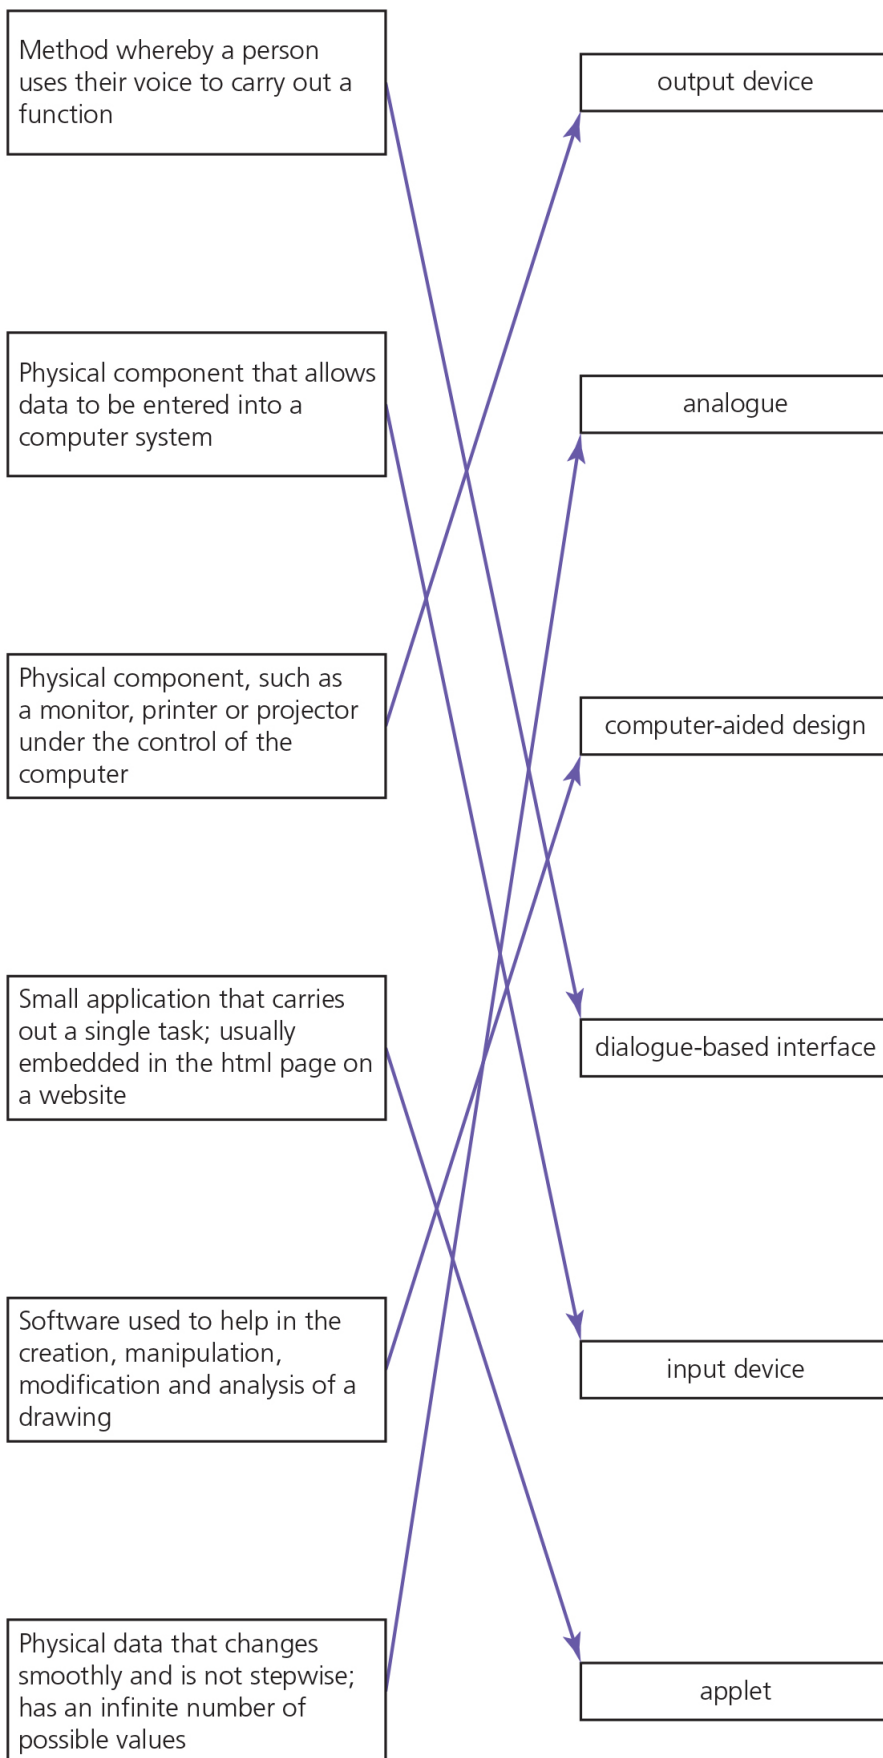 Method whereby a person
uses their voice to carry out a
function
output device
Physical component that allows
data to be entered into a
computer system
analogue
Physical component, such as
a monitor, printer or projector
under the control of the
computer
computer-aided design
Small application that carries
out a single task; usually
embedded in the html page on
a website
dialogue-based interface
Software used to help in the
creation, manipulation,
modification and analysis of a
drawing
input device
Physical data that changes
smoothly and is not stepwise;
has an infinite number of
possible values
applet